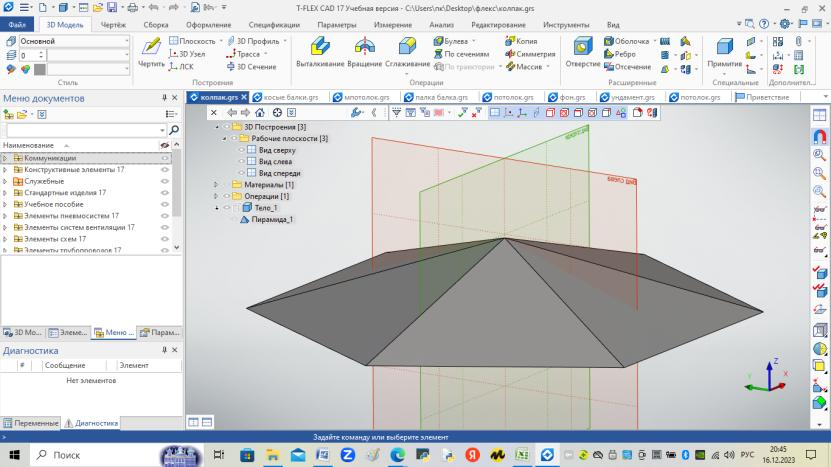 T-FLEX CAD 17 Учебная версия - C:\Users\пк\Desktop\флекс\колпак.grs
Файл 3D Модель Чертёж Сборка Оформление Спецификации Параметры Измерение Анализ Редактирование Инструменты Вид
Основной
0
Стиль
Чертить
Плоскость
3D Узел
ЛСК
3D Профиль
Трасса
3D Сечение
Построения
Выталкивание
Вращение
Сглаживание
Булева
По сечениям
По траектории
Копия
Симметрия
Массив
Операции
Отверстие
Оболочка
Ребро
Отсечение
Расширенные
Примитив
Специальные
Дополнител...
Меню документов
Наименование
Коммуникации
Конструктивные элементы 17
Служебные
Стандартные изделия 17
Учебное пособие
Элементы пневмосистем 17
Элементы систем вентиляции 17
Элементы схем 17
Элементы трубопроводов 17
3D Мо... Элеме... Меню ... Парам...
Диагностика
# Сообщение Элемент
Нет элементов
Переменные Диагностика
колпак.grs косые балки.grs мпотолок.grs палка балка.grs потолок.grs фон.grs ундамент.grs потолок.grs Приветствие
3D Построения [3]
Рабочие плоскости [3]
Вид сверху
Вид слева
Вид спереди
Материалы [1]
Операции [1]
Тело_1
Пирамида_1
Z
Y
X
>
Задайте команду или выберите элемент
Поиск
РУС
20:45
16.12.2023